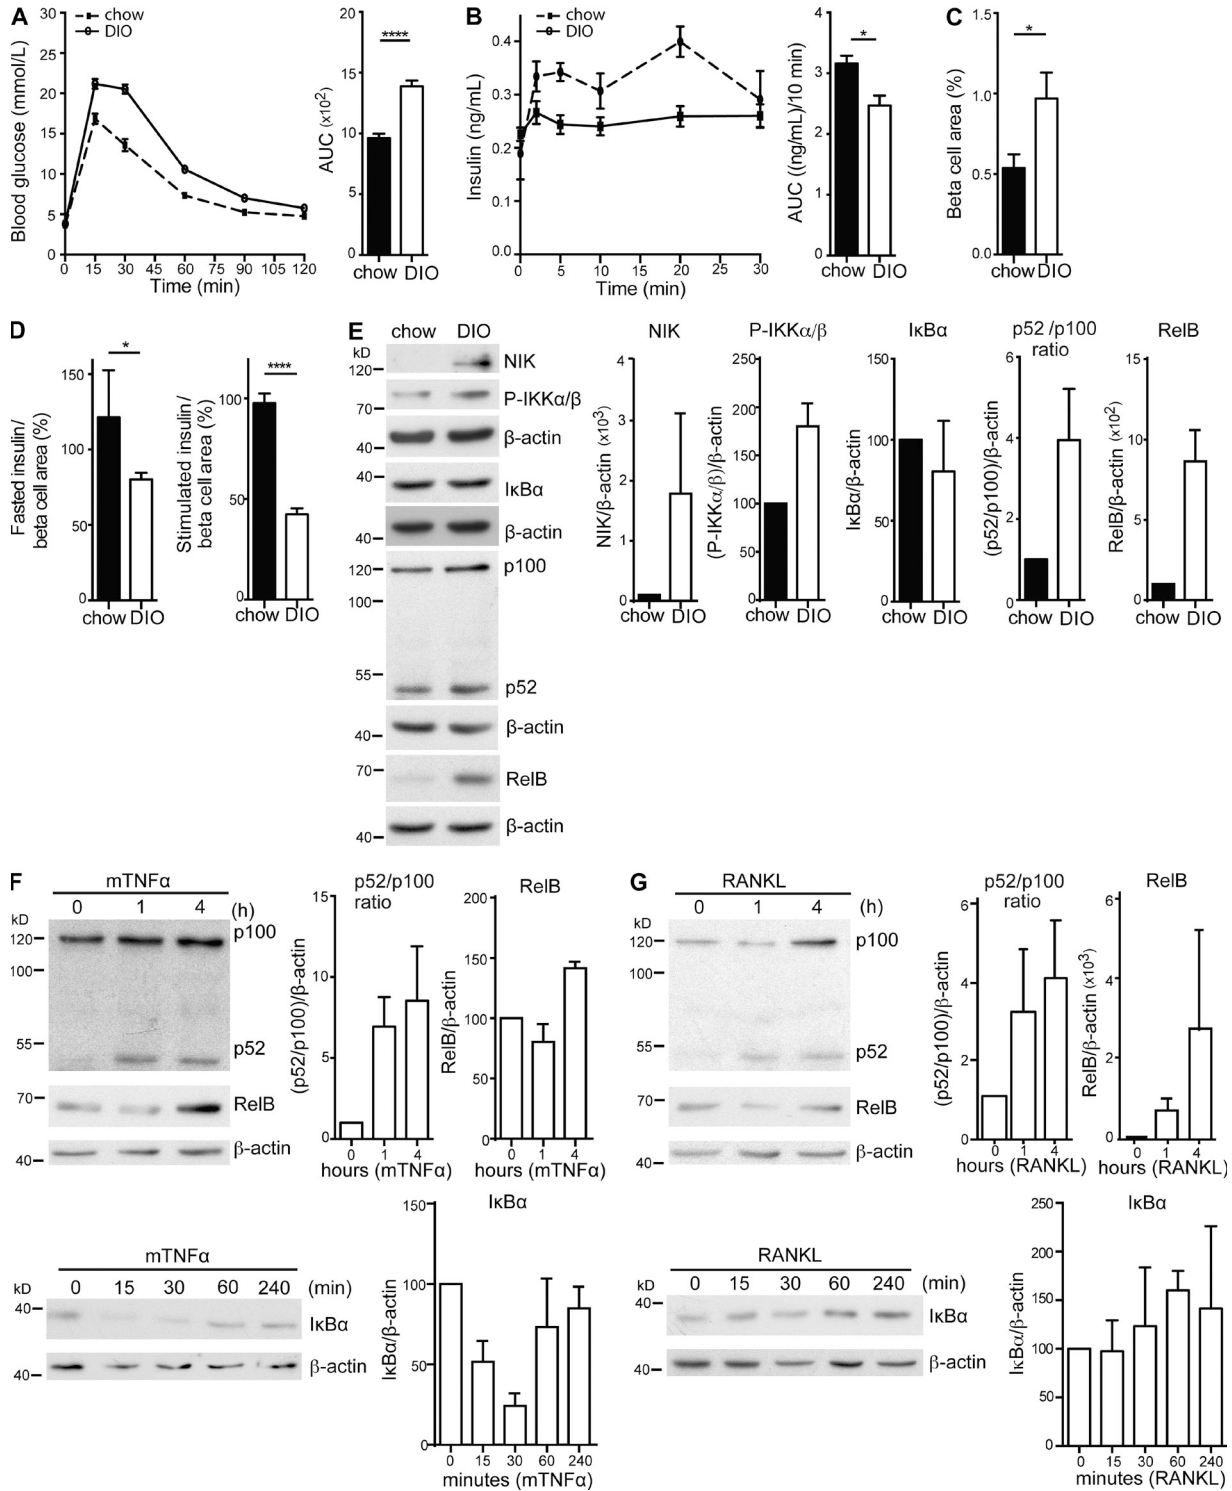 A
chow
DIO
Blood glucose (mmol/L)
30
25
20
15
10
5
0
0 15 30 45 60 75 90 105 120
Time (min)
AUC (x10²)
20
15
10
5
0
****
chow DIO
B
chow
DIO
Insulin (ng/mL)
0.4
0.3
0.2
0.1
0.0
0 5 10 15 20 25 30
Time (min)
AUC ((ng/mL)/10 min)
4
3
2
1
0
*
chow DIO
C
Beta cell area (%)
1.5
1.0
0.5
0.0
*
chow DIO
D
Fasted insulin/
beta cell area (%)
150
100
50
0
*
chow DIO
Stimulated insulin/
beta cell area (%)
100
50
0
****
chow DIO
E
chow DIO
kD
120
NIK
70
P-IKKα/β
40
β-actin
40
IκBα
40
β-actin
120
p100
100
55
p52
40
β-actin
70
RelB
40
β-actin
NIK
NIK/β-actin (x10³)
4
3
2
1
0
chow DIO
P-IKKα/β
(P-IKKα/β)/β-actin
250
200
150
100
50
0
chow DIO
IκBα
IκBα/β-actin
150
100
50
0
chow DIO
p52 /p100
ratio
(p52/p100)/β-actin
6
4
2
0
chow DIO
RelB
RelB/β-actin (x10²)
15
10
5
0
chow DIO
F
mTNFα
0 1 4 (h)
kD
120
p100
100
55
p52
70
RelB
40
β-actin
p52/p100
ratio
(p52/p100)/β-actin
15
10
5
0
0 1 4
hours (mTNFα)
RelB
RelB/β-actin
200
150
100
50
0
0 1 4
hours (mTNFα)
mTNFα
0 15 30 60 240 (min)
kD
40
IκBα
40
β-actin
IκBα
IκBα/β-actin
150
100
50
0
0 15 30 60 240
minutes (mTNFα)
G
RANKL
0 1 4 (h)
kD
120
p100
100
55
p52
70
RelB
40
β-actin
p52/p100
ratio
(p52/p100)/β-actin
6
4
2
0
0 1 4
hours (RANKL)
RelB
RelB/β-actin (x10³)
6
4
2
0
0 1 4
hours (RANKL)
RANKL
0 15 30 60 240 (min)
kD
40
IκBα
40
β-actin
IκBα
IκBα/β-actin
250
200
150
100
50
0
0 15 30 60 240
minutes (RANKL)